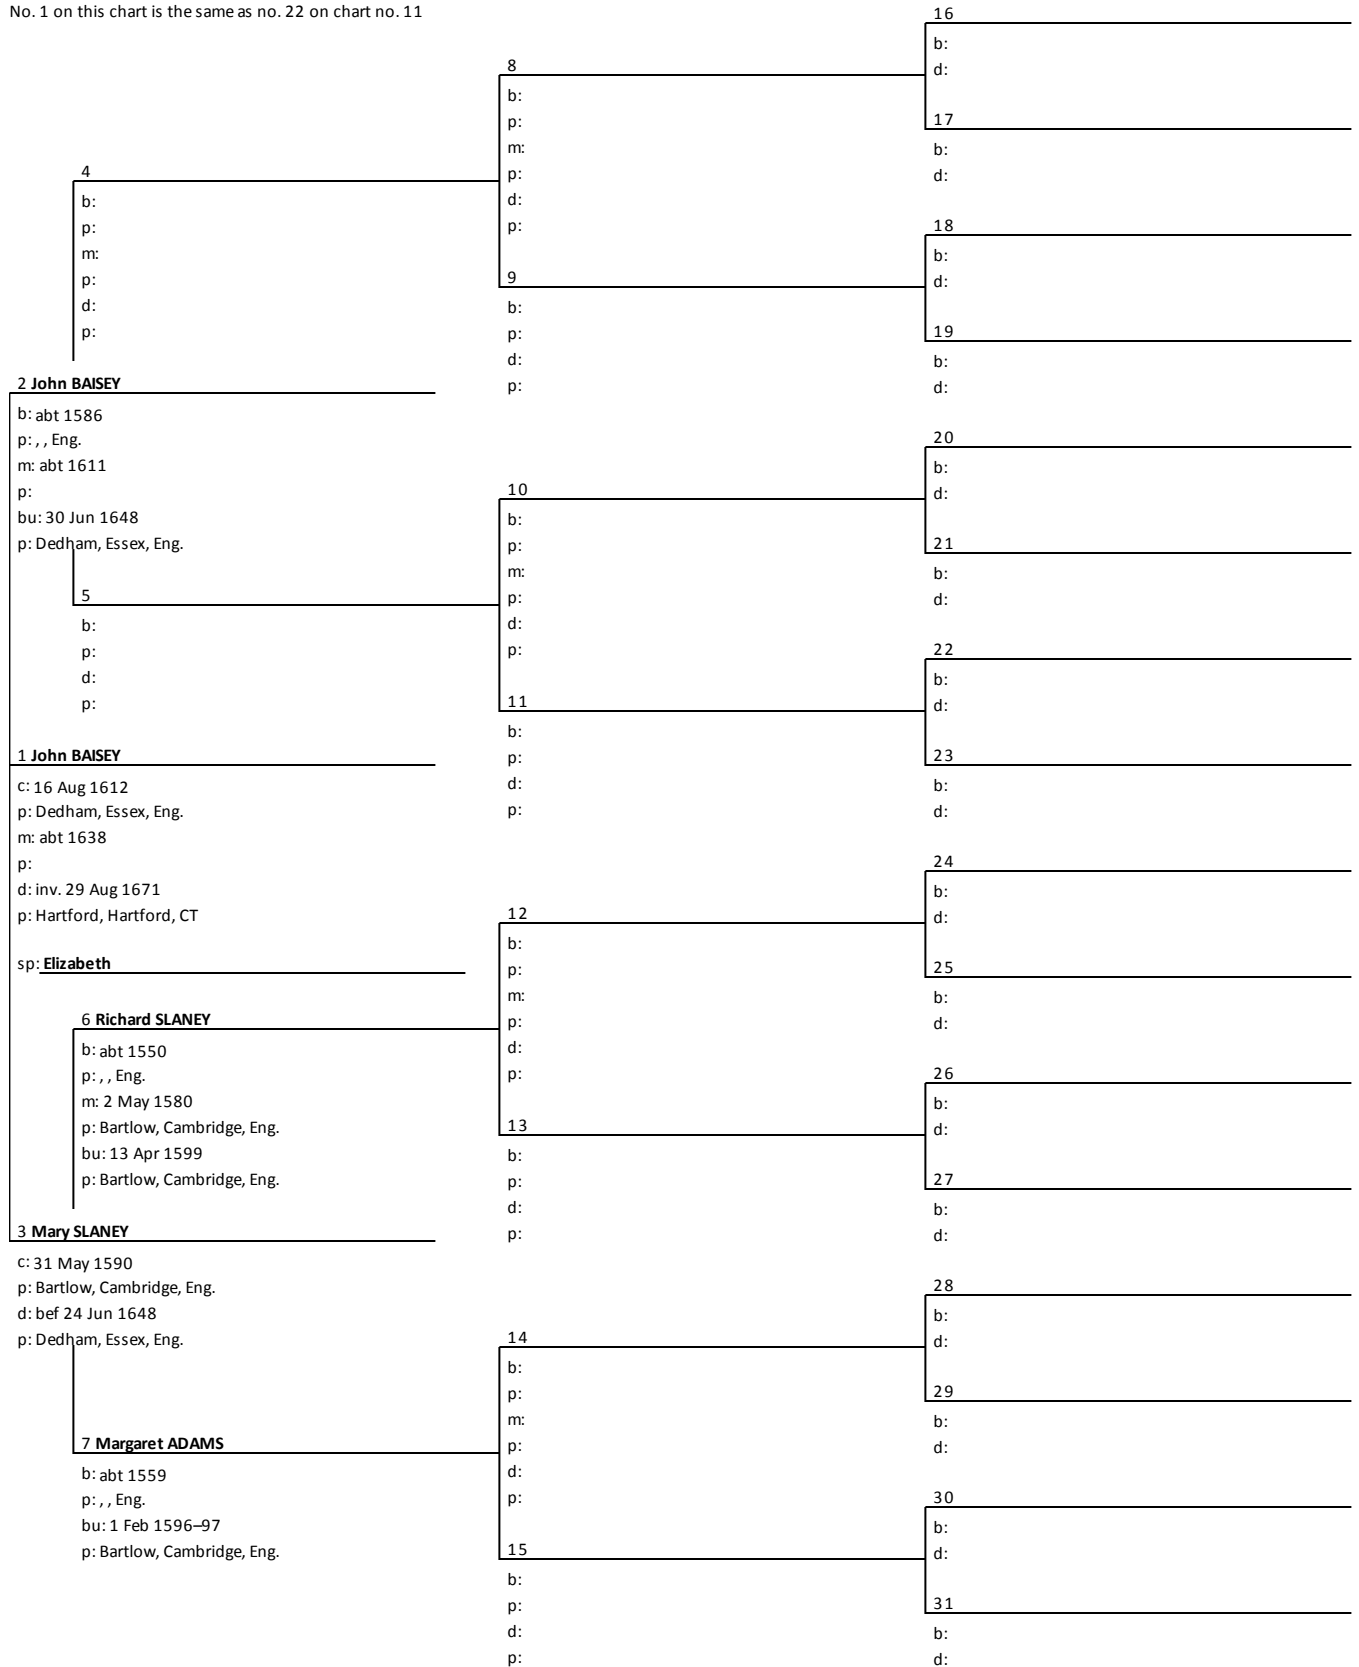 No. 1 on this chart is the same as no. 22 on chart no. 11
16
b:
d:
8
b:
p:
m:
p:
d:
p:
17
b:
d:
4
b:
p:
m:
p:
d:
p:
18
b:
d:
9
b:
p:
d:
p:
19
b:
d:
2 John BAISEY
b: abt 1586
p: , , Eng.
m: abt 1611
p:
bu: 30 Jun 1648
p: Dedham, Essex, Eng.
20
b:
d:
10
b:
p:
m:
p:
d:
p:
21
b:
d:
5
b:
p:
d:
p:
22
b:
d:
11
b:
p:
d:
p:
23
b:
d:
1 John BAISEY
c: 16 Aug 1612
p: Dedham, Essex, Eng.
m: abt 1638
p:
d: inv. 29 Aug 1671
p: Hartford, Hartford, CT
sp: Elizabeth
24
b:
d:
12
b:
p:
m:
p:
d:
p:
25
b:
d:
6 Richard SLANEY
b: abt 1550
p: , , Eng.
m: 2 May 1580
p: Bartlow, Cambridge, Eng.
bu: 13 Apr 1599
p: Bartlow, Cambridge, Eng.
26
b:
d:
13
b:
p:
d:
p:
27
b:
d:
3 Mary SLANEY
c: 31 May 1590
p: Bartlow, Cambridge, Eng.
d: bef 24 Jun 1648
p: Dedham, Essex, Eng.
28
b:
d:
14
b:
p:
m:
p:
d:
p:
29
b:
d:
7 Margaret ADAMS
b: abt 1559
p: , , Eng.
bu: 1 Feb 1596–97
p: Bartlow, Cambridge, Eng.
30
b:
d:
15
b:
p:
d:
p:
31
b:
d: